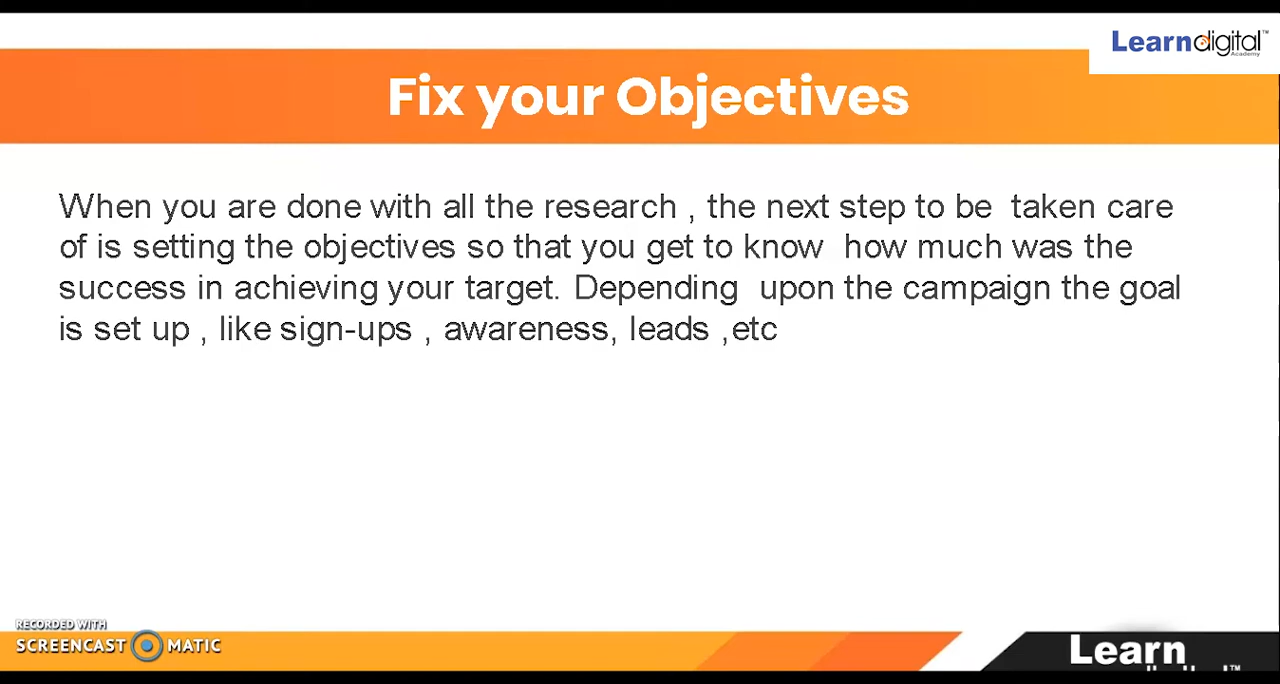 Learndigital™
Academy
Fix your Objectives
When you are done with all the research , the next step to be  taken care
of is setting the objectives so that you get to know  how much was the
success in achieving your target. Depending  upon the campaign the goal
is set up , like sign-ups , awareness, leads ,etc
RECORDED WITH
SCREENCAST MATIC
Learn